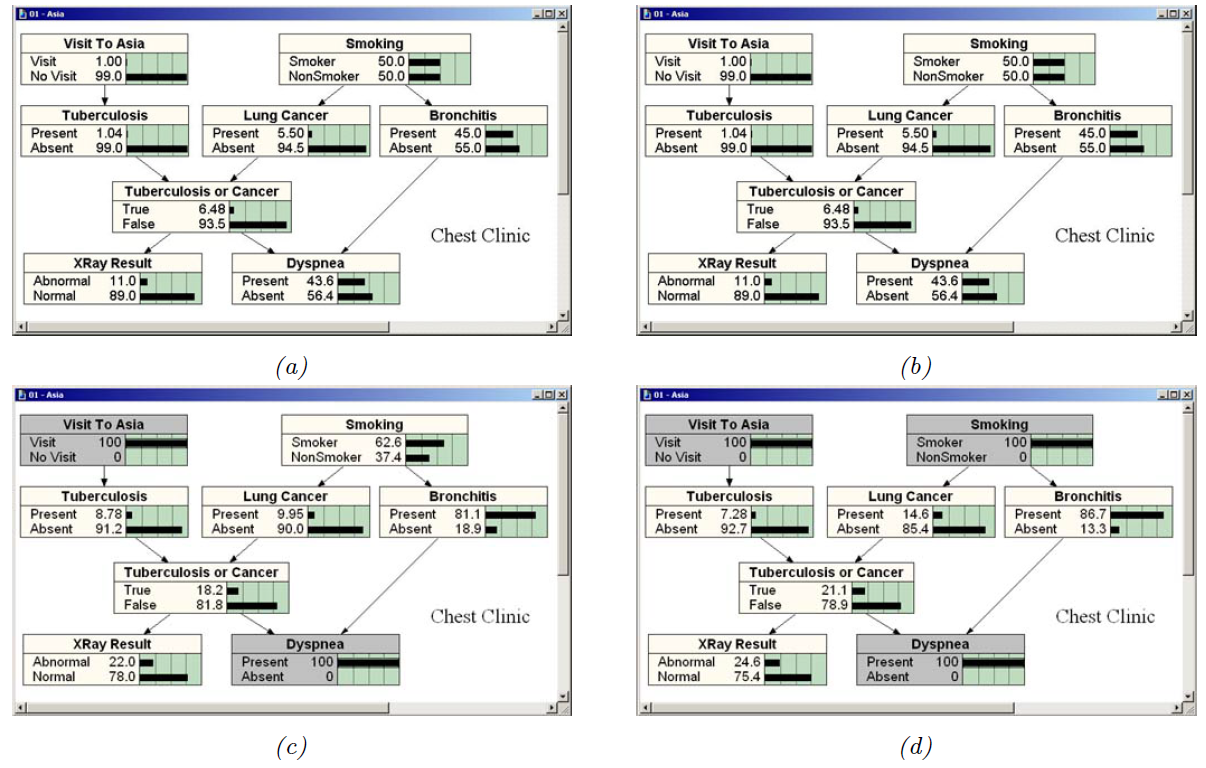 01 - Asia
Visit To Asia
Visit 1.00
No Visit 99.0
Smoking
Smoker 50.0
NonSmoker 50.0
Tuberculosis
Present 1.04
Absent 99.0
Lung Cancer
Present 5.50
Absent 94.5
Bronchitis
Present 45.0
Absent 55.0
Tuberculosis or Cancer
True 6.48
False 93.5
Chest Clinic
XRay Result
Abnormal 11.0
Normal 89.0
Dyspnea
Present 43.6
Absent 56.4
(a)
01 - Asia
Visit To Asia
Visit 1.00
No Visit 99.0
Smoking
Smoker 50.0
NonSmoker 50.0
Tuberculosis
Present 1.04
Absent 99.0
Lung Cancer
Present 5.50
Absent 94.5
Bronchitis
Present 45.0
Absent 55.0
Tuberculosis or Cancer
True 6.48
False 93.5
Chest Clinic
XRay Result
Abnormal 11.0
Normal 89.0
Dyspnea
Present 43.6
Absent 56.4
(b)
01 - Asia
Visit To Asia
Visit 100
No Visit 0
Smoking
Smoker 62.6
NonSmoker 37.4
Tuberculosis
Present 8.78
Absent 91.2
Lung Cancer
Present 9.95
Absent 90.0
Bronchitis
Present 81.1
Absent 18.9
Tuberculosis or Cancer
True 18.2
False 81.8
Chest Clinic
XRay Result
Abnormal 22.0
Normal 78.0
Dyspnea
Present 100
Absent 0
(c)
01 - Asia
Visit To Asia
Visit 100
No Visit 0
Smoking
Smoker 100
NonSmoker 0
Tuberculosis
Present 7.28
Absent 92.7
Lung Cancer
Present 14.6
Absent 85.4
Bronchitis
Present 86.7
Absent 13.3
Tuberculosis or Cancer
True 21.1
False 78.9
Chest Clinic
XRay Result
Abnormal 24.6
Normal 75.4
Dyspnea
Present 100
Absent 0
(d)